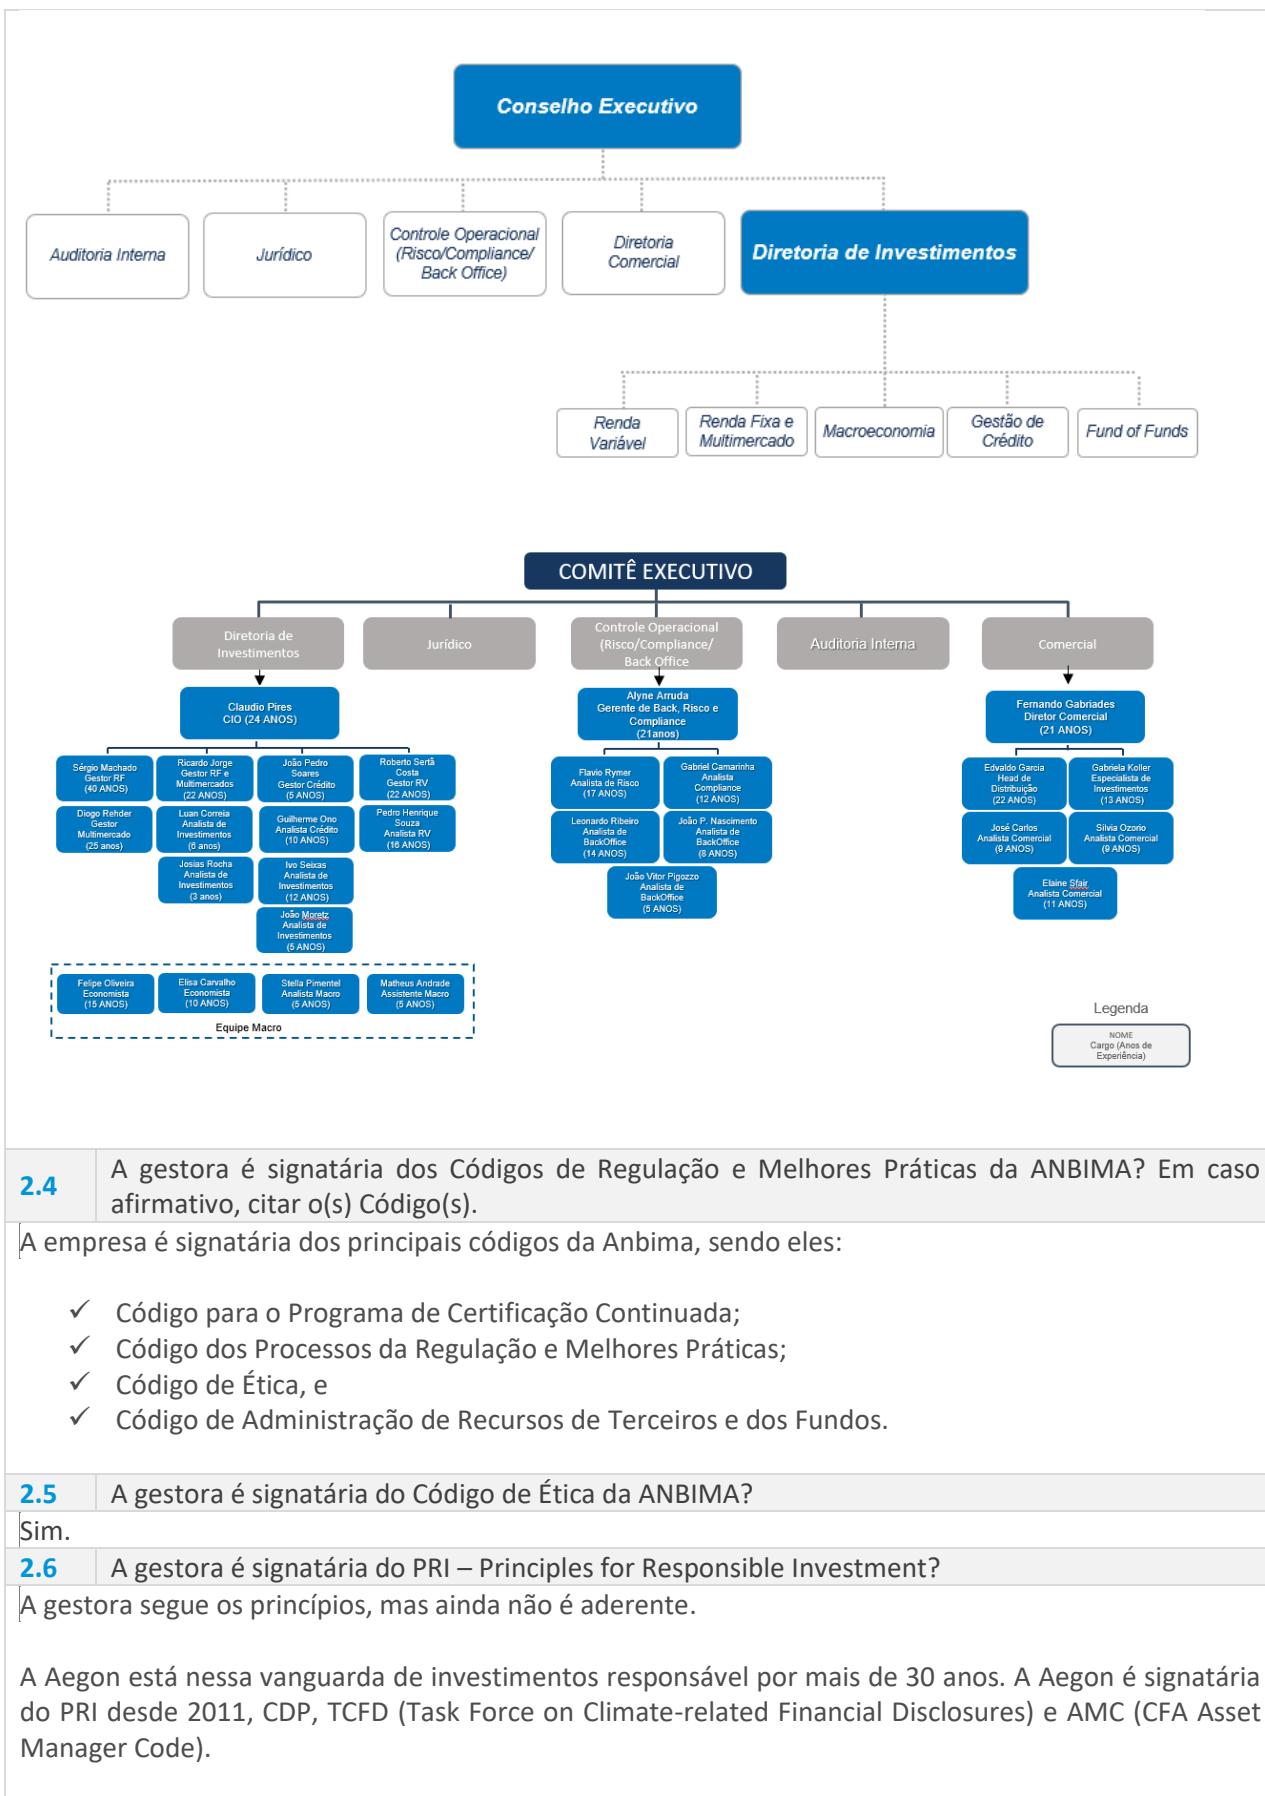 Conselho Executivo
Auditoria Interna
Jurídico
Controle Operacional
(Risco/Compliance/
Back Office)
Diretoria
Comercial
Diretoria de Investimentos
Renda
Variável
Renda Fixa e
Multimercado
Macroeconomia
Gestão de
Crédito
Fund of Funds
COMITÊ EXECUTIVO
Diretoria de
Investimentos
Jurídico
Controle Operacional
(Risco/Compliance/
Back Office
Auditoria Interna
Comercial
Claudio Pires
CIO (24 ANOS)
Alyne Arruda
Gerente de Back, Risco e
Compliance
(21anos)
Fernando Gabriades
Diretor Comercial
(21 ANOS)
Sérgio Machado
Gestor RF
(40 ANOS)
Ricardo Jorge
Gestor RF e
Multimercados
(22 ANOS)
João Pedro
Soares
Gestor Crédito
(5 ANOS)
Roberto Sertã
Costa
Gestor RV
(22 ANOS)
Diogo Rehder
Gestor
Multimercado
(25 anos)
Luan Correia
Analista de
Investimentos
(6 anos)
Guilherme Ono
Analista Crédito
(10 ANOS)
Pedro Henrique
Souza
Analista RV
(16 ANOS)
Josias Rocha
Analista de
Investimentos
(3 anos)
Ivo Seixas
Analista de
Investimentos
(12 ANOS)
João Moretz
Analista de
Investimentos
(5 ANOS)
Felipe Oliveira
Economista
(15 ANOS)
Elisa Carvalho
Economista
(10 ANOS)
Stella Pimentel
Analista Macro
(5 ANOS)
Matheus Andrade
Assistente Macro
(5 ANOS)
Equipe Macro
Flavio Rymer
Analista de Risco
(17 ANOS)
Gabriel Camarinha
Analista
Compliance
(12 ANOS)
Leonardo Ribeiro
Analista de
BackOffice
(14 ANOS)
João P. Nascimento
Analista de
BackOffice
(8 ANOS)
João Vitor Pigozzo
Analista de
BackOffice
(5 ANOS)
Edvaldo Garcia
Head de
Distribuição
(22 ANOS)
Gabriela Koller
Especialista de
Investimentos
(13 ANOS)
José Carlos
Analista Comercial
(9 ANOS)
Silvia Ozorio
Analista Comercial
(9 ANOS)
Elaine Sfair
Analista Comercial
(11 ANOS)
Legenda
NOME
Cargo (Anos de
Experiência)
2.4 A gestora é signatária dos Códigos de Regulação e Melhores Práticas da ANBIMA? Em caso
afirmativo, citar o(s) Código(s).
A empresa é signatária dos principais códigos da Anbima, sendo eles:
✓ Código para o Programa de Certificação Continuada;
✓ Código dos Processos da Regulação e Melhores Práticas;
✓ Código de Ética, e
✓ Código de Administração de Recursos de Terceiros e dos Fundos.
2.5 A gestora é signatária do Código de Ética da ANBIMA?
Sim.
2.6 A gestora é signatária do PRI – Principles for Responsible Investment?
A gestora segue os princípios, mas ainda não é aderente.
A Aegon está nessa vanguarda de investimentos responsável por mais de 30 anos. A Aegon é signatária
do PRI desde 2011, CDP, TCFD (Task Force on Climate-related Financial Disclosures) e AMC (CFA Asset
Manager Code).